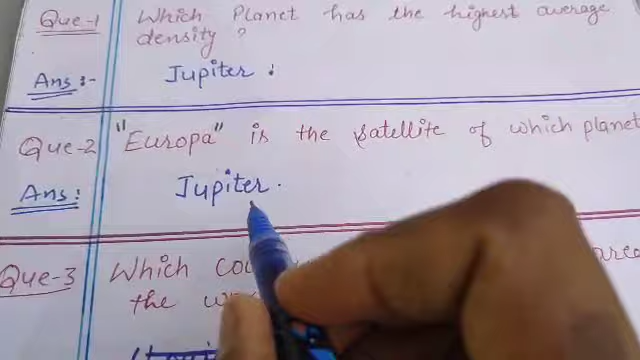 Que-1 Which Planet has the highest average
density ?
Ans :- Jupiter :
Que-2 "Europa" is the satellite of which planet
Ans : Jupiter .
Que-3 Which
the